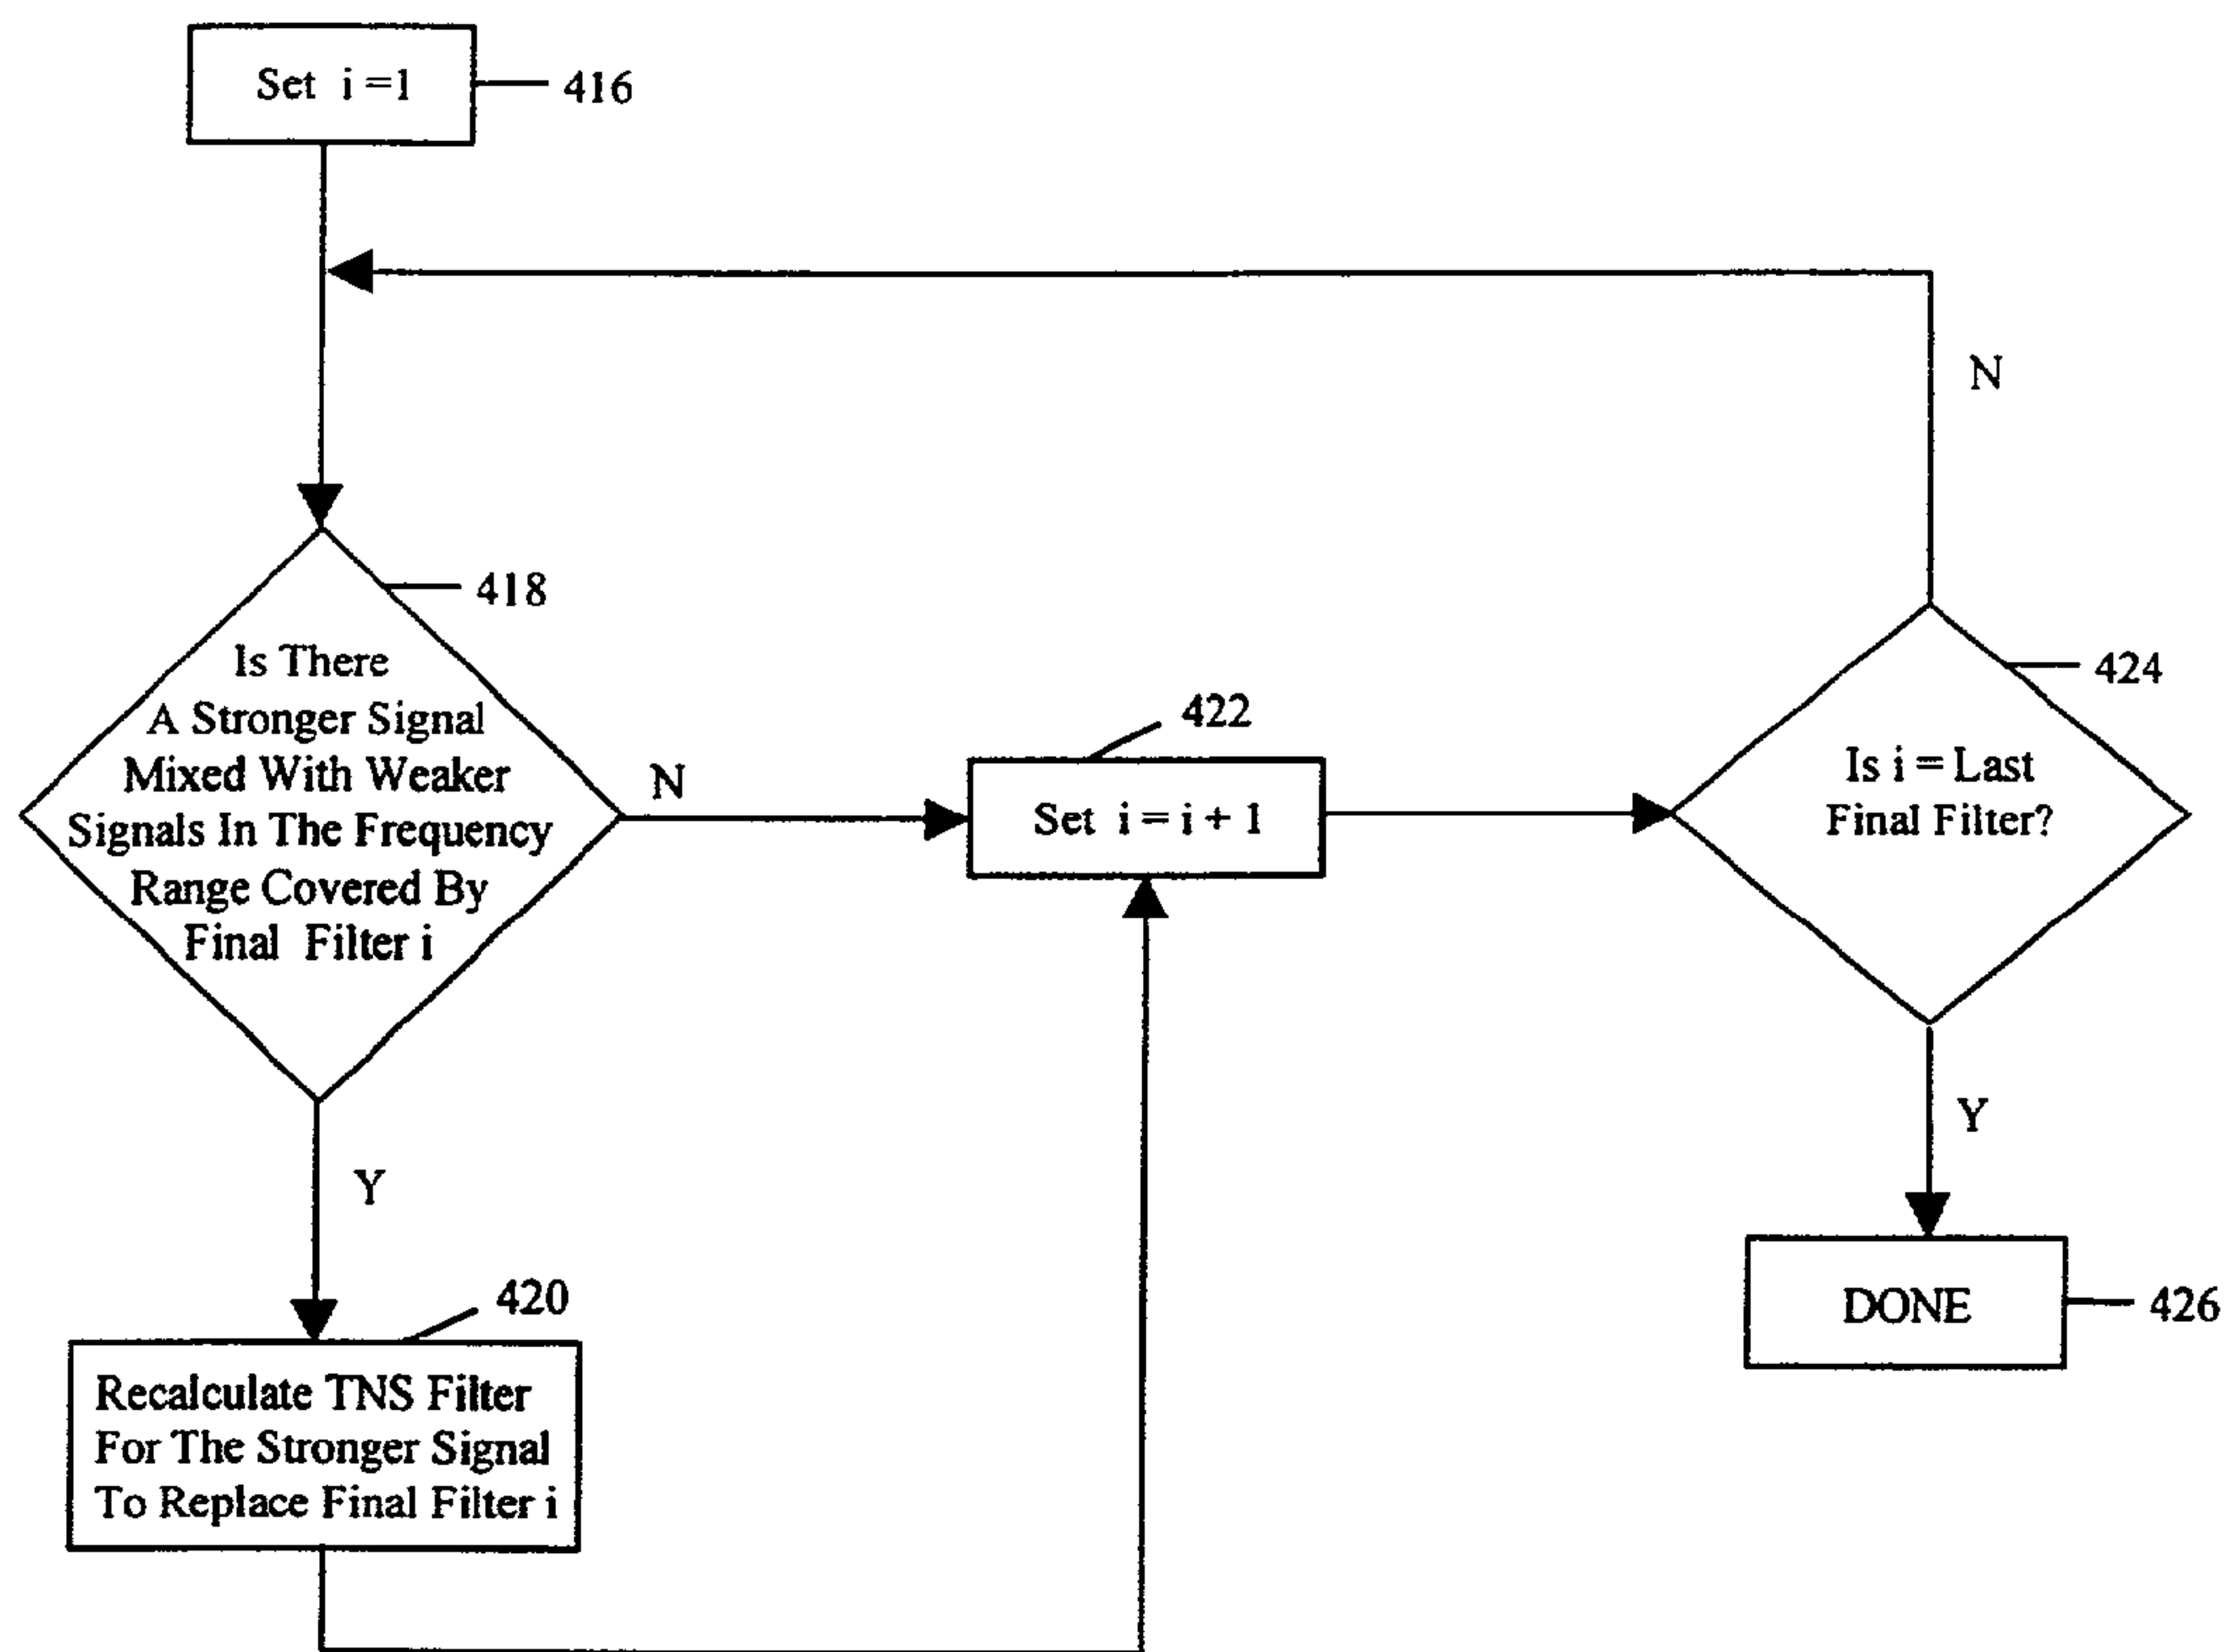 Set i =1
416
418
Is There
A Stronger Signal
Mixed With Weaker
Signals In The Frequency
Range Covered By
Final Filter i
N
Y
420
Recalculate TNS Filter
For The Stronger Signal
To Replace Final Filter i
422
Set i = i + 1
424
Is i = Last
Final Filter?
N
Y
DONE
426